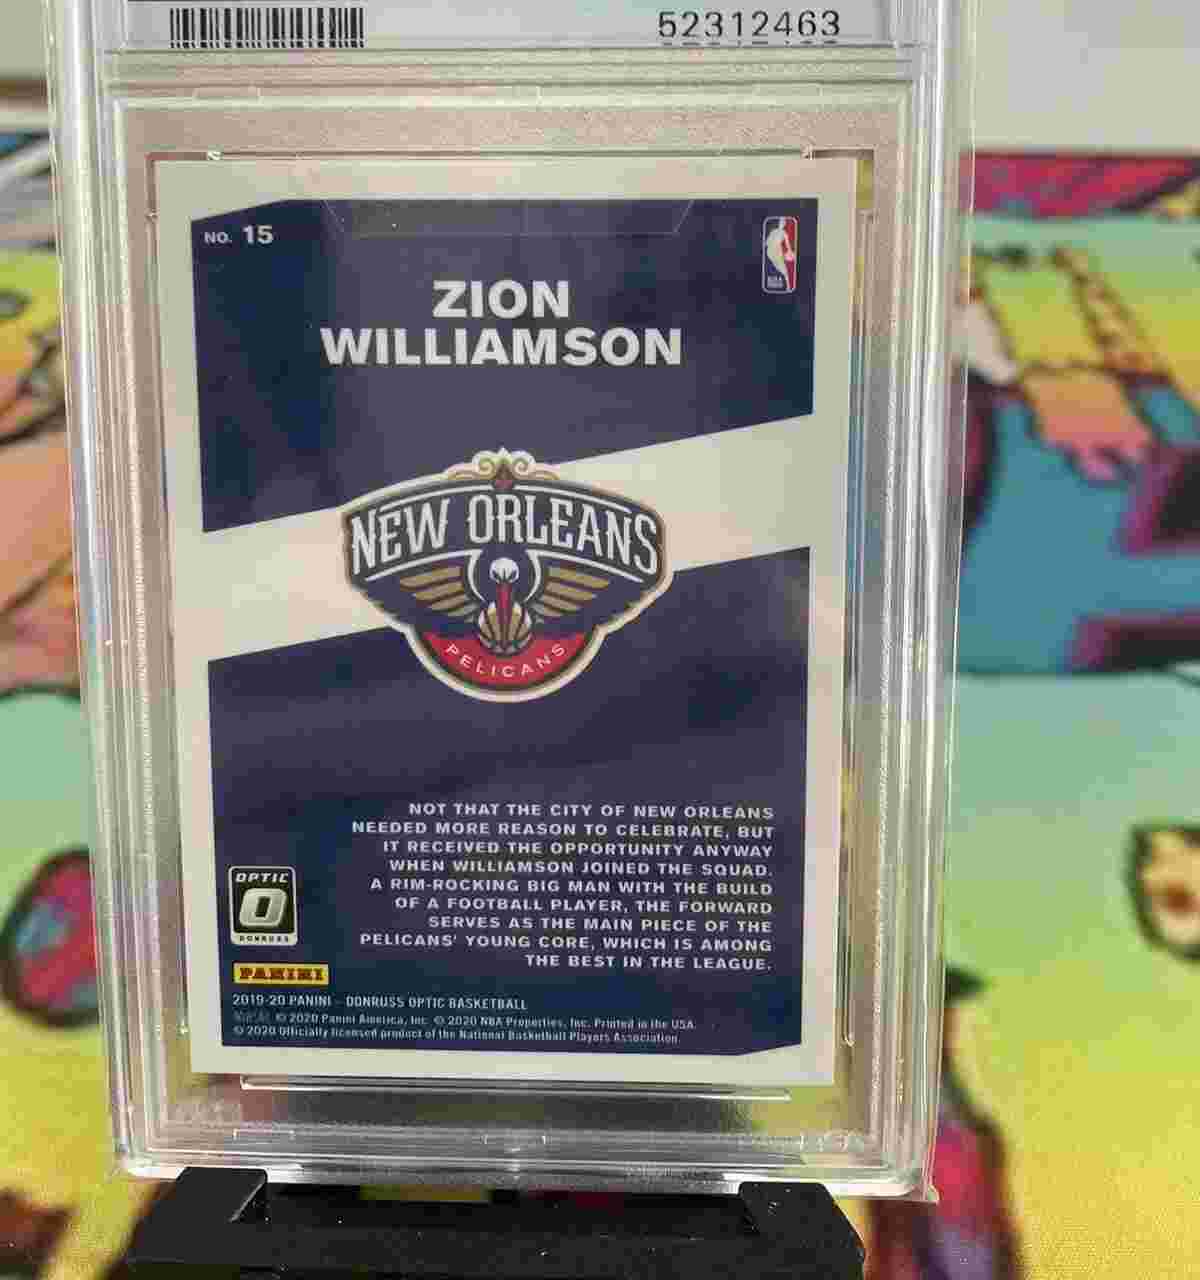 52312463
NO. 15
NBA
ZION
WILLIAMSON
NEW ORLEANS
PELICANS
NOT THAT THE CITY OF NEW ORLEANS
NEEDED MORE REASON TO CELEBRATE, BUT
IT RECEIVED THE OPPORTUNITY ANYWAY
WHEN WILLIAMSON JOINED THE SQUAD.
A RIM-ROCKING BIG MAN WITH THE BUILD
OF A FOOTBALL PLAYER, THE FORWARD
SERVES AS THE MAIN PIECE OF THE
PELICANS' YOUNG CORE, WHICH IS AMONG
THE BEST IN THE LEAGUE.
OPTIC
O
DONRUSS
PANINI
2019-20 PANINI - DONRUSS OPTIC BASKETBALL
© 2020 Panini America, Inc. © 2020 NBA Properties, Inc. Printed in the USA.
© 2020 Officially licensed product of the National Basketball Players Association.